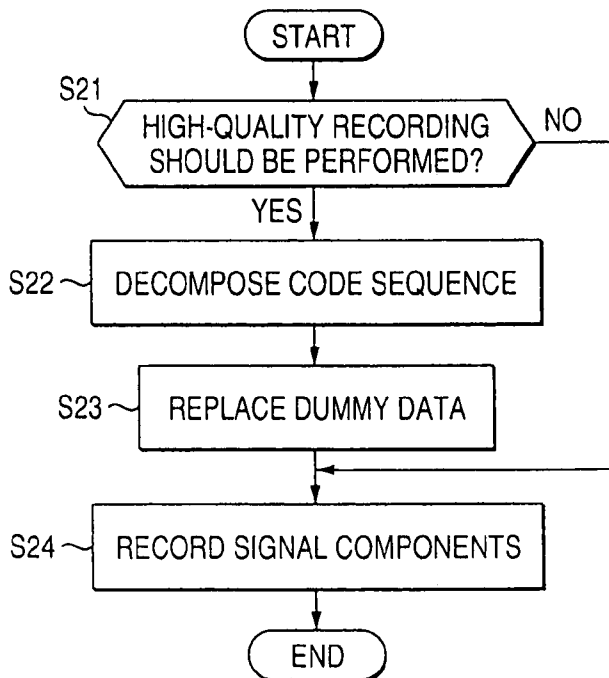 START
S21
HIGH-QUALITY RECORDING
SHOULD BE PERFORMED?
NO
YES
S22
DECOMPOSE CODE SEQUENCE
S23
REPLACE DUMMY DATA
S24
RECORD SIGNAL COMPONENTS
END